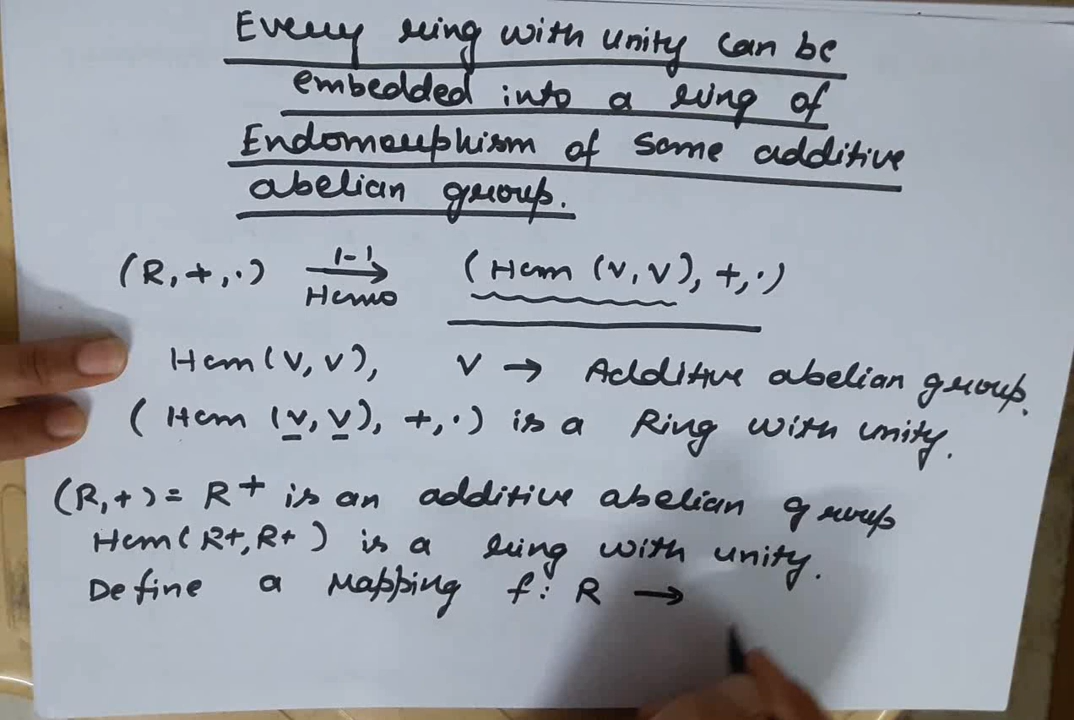 Every ring with unity can be
embedded into a ring of
Endomorphism of some additive
abelian group.
(R, +, ·) 1-1 → Homo (Hom (V, V), +, ·)
Hom (V, V), V → Additive abelian group.
( Hom (V, V), +, ·) is a Ring with unity.
(R, +) = R+ is an additive abelian group
Hom ( R+, R+ ) is a ring with unity.
Define a Mapping f: R →